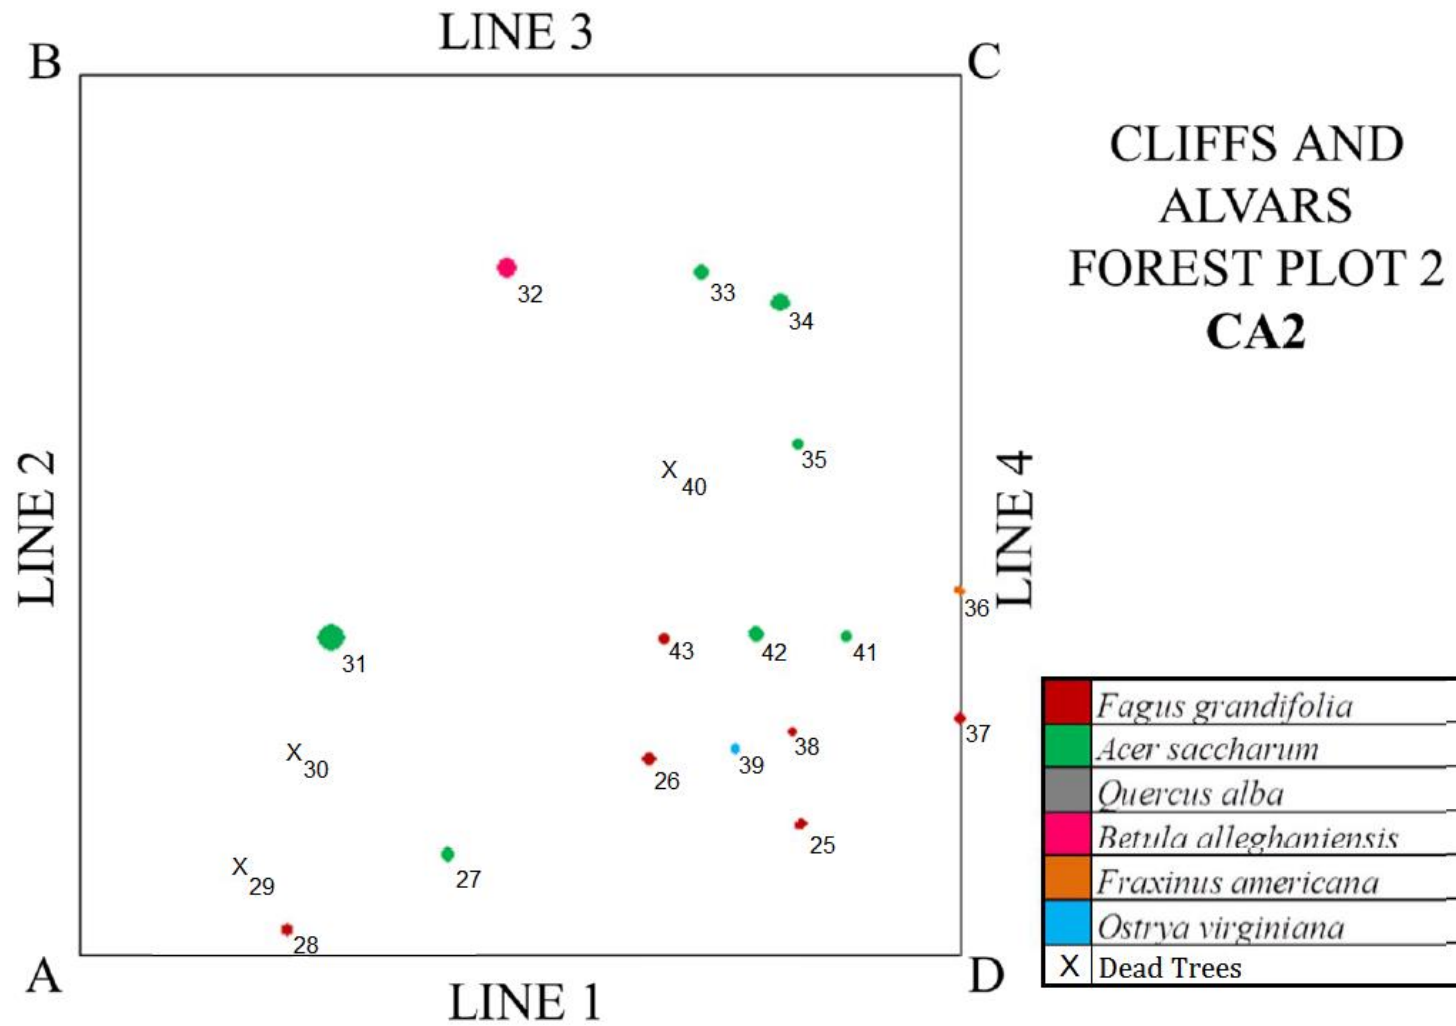 LINE 3
B
C
CLIFFS AND
ALVARS
FOREST PLOT 2
CA2
32
33
34
35
X
40
LINE 2
LINE 4
36
31
43
42
41
Fagus grandifolia
37
X
30
26
39
38
Acer saccharum
Quercus alba
25
Betula alleghaniensis
X
29
27
Fraxinus americana
28
Ostrya virginiana
X Dead Trees
A
D
LINE 1